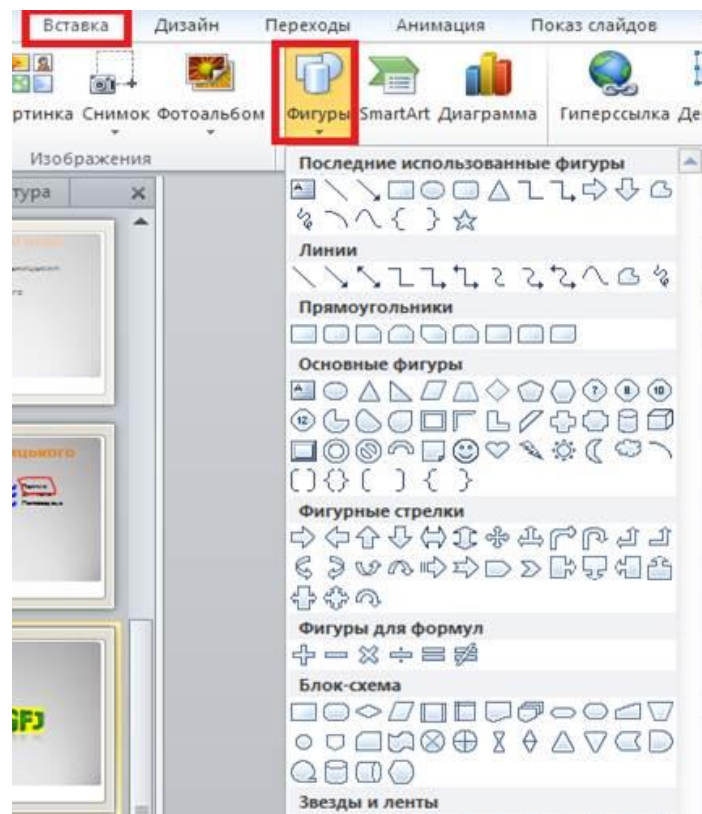 Вставка Дизайн Переходы Анимация Показ слайдов
ртинка Снимок Фотоальбом Фигуры SmartArt Диаграмма Гиперссылка Де
Изображения
тура
Последние использованные фигуры
Линии
Прямоугольники
Основные фигуры
Фигурные стрелки
Фигуры для формул
Блок-схема
Звезды и ленты